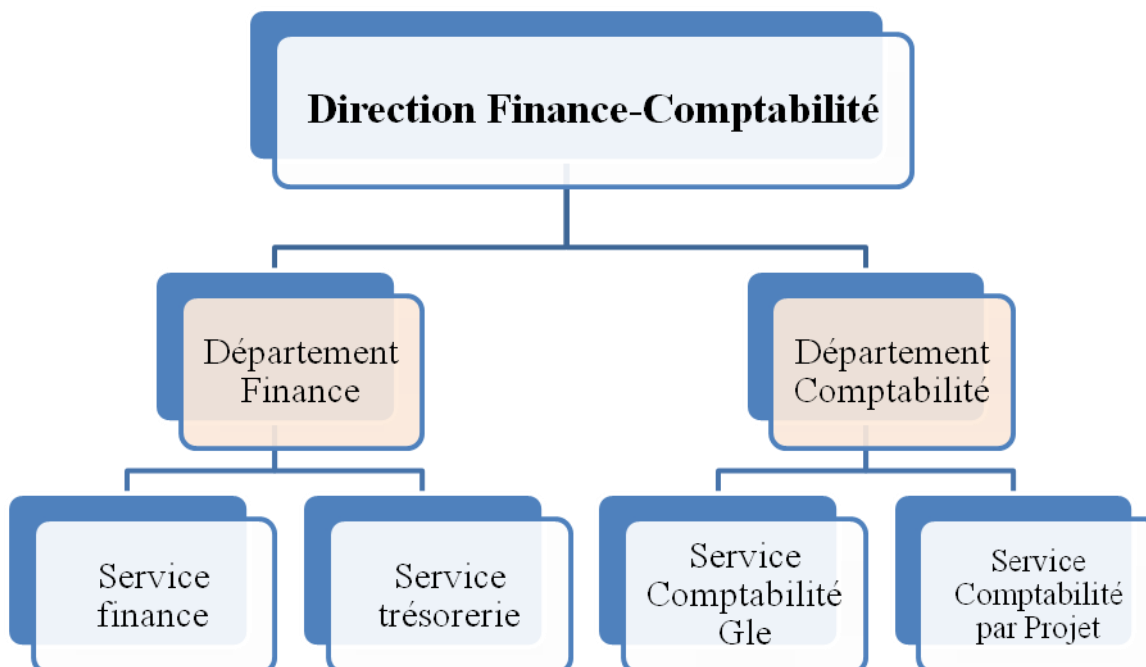 Direction Finance-Comptabilité
Département
Finance
Département
Comptabilité
Service
finance
Service
trésorerie
Service
Comptabilité
Gle
Service
Comptabilité
par Projet